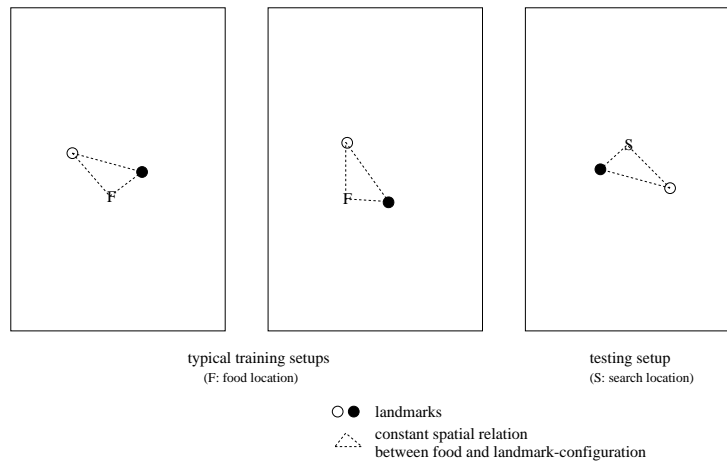 F
F
S
typical training setups
(F: food location)
testing setup
(S: search location)
landmarks
constant spatial relation
between food and landmark-configuration